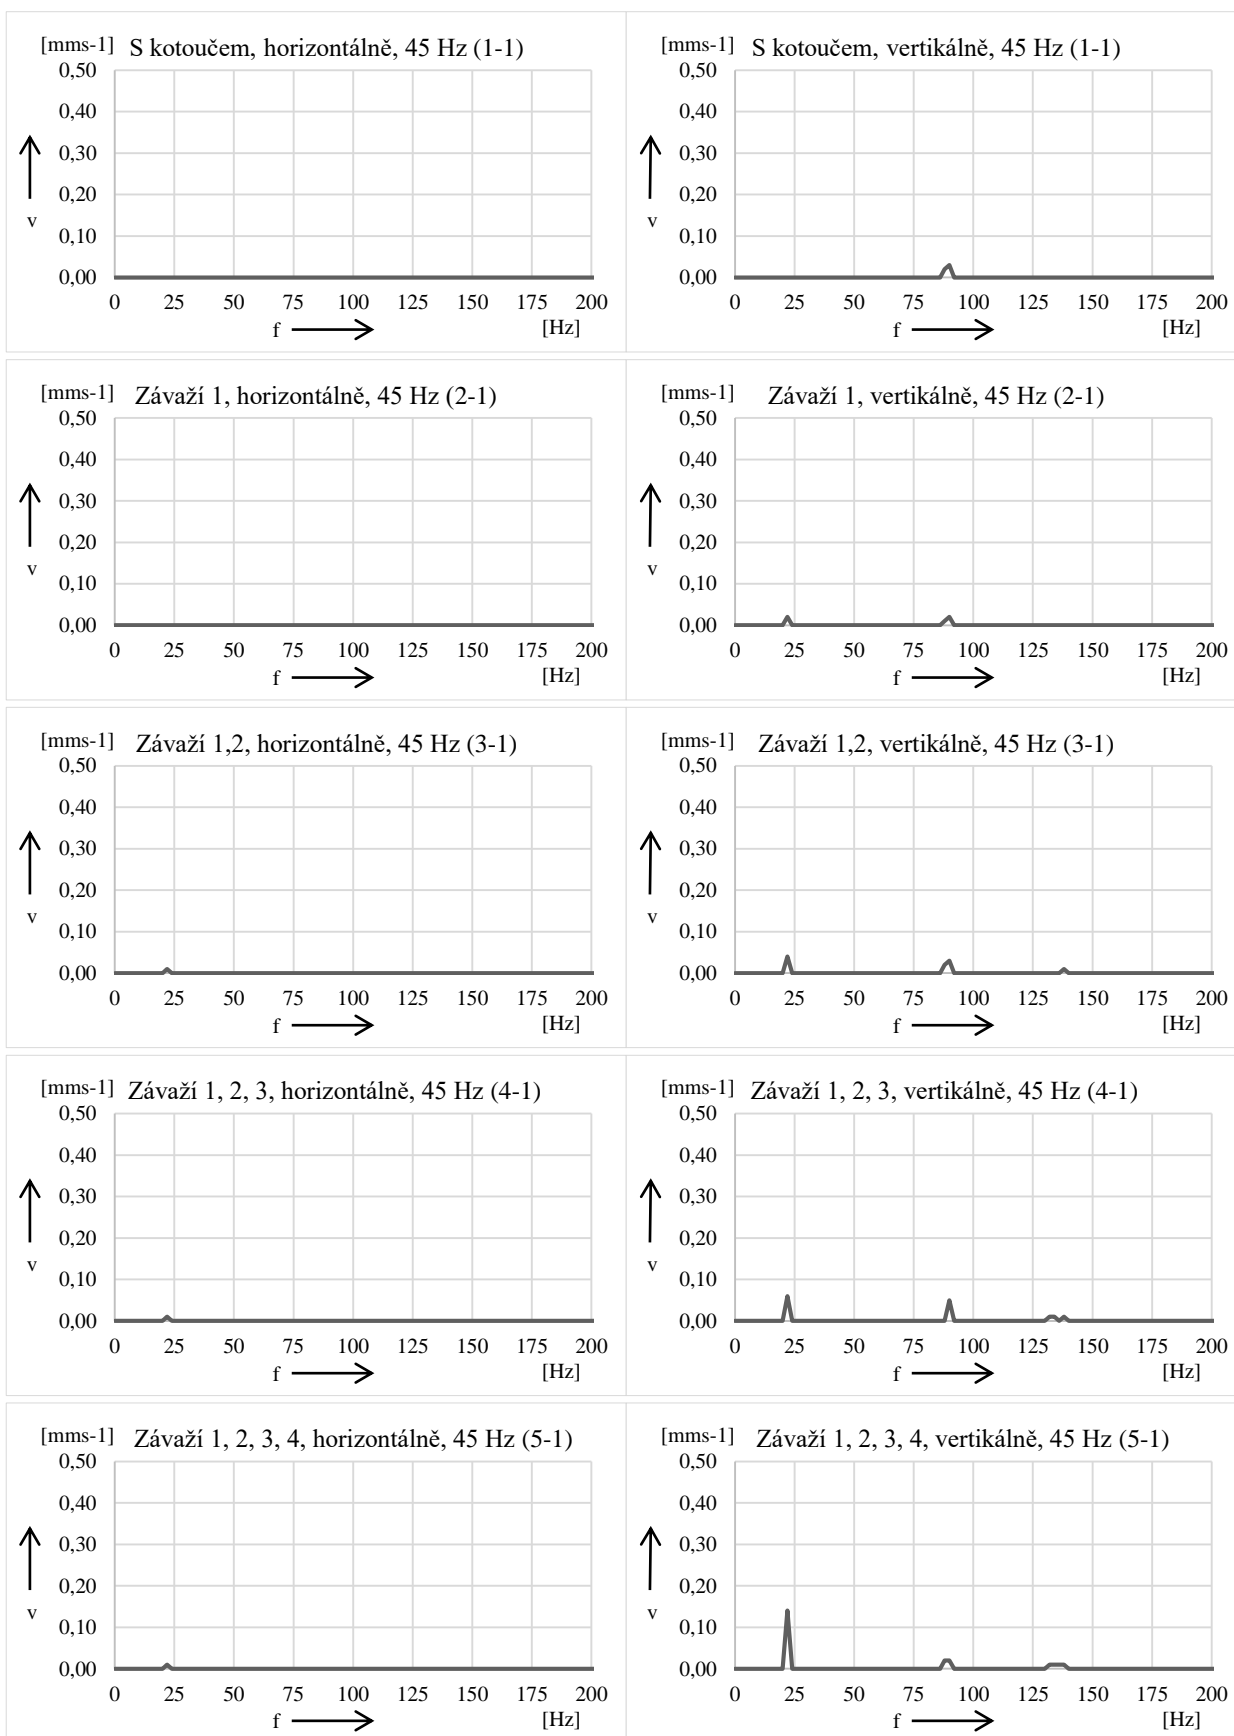 [mms-1] S kotoučem, horizontálně, 45 Hz (1-1)
0,50
0,40
0,30
0,20
0,10
0,00
v
0 25 50 75 100 125 150 175 200
f [Hz]
[mms-1] S kotoučem, vertikálně, 45 Hz (1-1)
0,50
0,40
0,30
0,20
0,10
0,00
v
0 25 50 75 100 125 150 175 200
f [Hz]
[mms-1] Závaží 1, horizontálně, 45 Hz (2-1)
0,50
0,40
0,30
0,20
0,10
0,00
v
0 25 50 75 100 125 150 175 200
f [Hz]
[mms-1] Závaží 1, vertikálně, 45 Hz (2-1)
0,50
0,40
0,30
0,20
0,10
0,00
v
0 25 50 75 100 125 150 175 200
f [Hz]
[mms-1] Závaží 1,2, horizontálně, 45 Hz (3-1)
0,50
0,40
0,30
0,20
0,10
0,00
v
0 25 50 75 100 125 150 175 200
f [Hz]
[mms-1] Závaží 1,2, vertikálně, 45 Hz (3-1)
0,50
0,40
0,30
0,20
0,10
0,00
v
0 25 50 75 100 125 150 175 200
f [Hz]
[mms-1] Závaží 1, 2, 3, horizontálně, 45 Hz (4-1)
0,50
0,40
0,30
0,20
0,10
0,00
v
0 25 50 75 100 125 150 175 200
f [Hz]
[mms-1] Závaží 1, 2, 3, vertikálně, 45 Hz (4-1)
0,50
0,40
0,30
0,20
0,10
0,00
v
0 25 50 75 100 125 150 175 200
f [Hz]
[mms-1] Závaží 1, 2, 3, 4, horizontálně, 45 Hz (5-1)
0,50
0,40
0,30
0,20
0,10
0,00
v
0 25 50 75 100 125 150 175 200
f [Hz]
[mms-1] Závaží 1, 2, 3, 4, vertikálně, 45 Hz (5-1)
0,50
0,40
0,30
0,20
0,10
0,00
v
0 25 50 75 100 125 150 175 200
f [Hz]